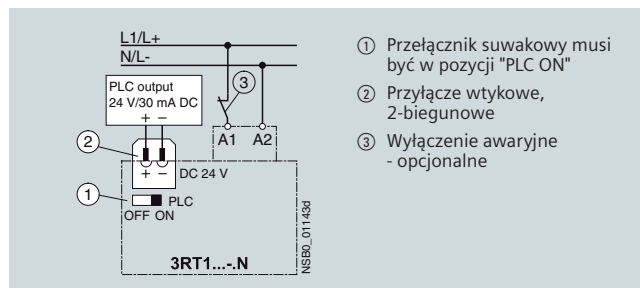 L1/L+
N/L-
PLC output
24 V/30 mA DC
+ −
3
2
A1 A2
+ − DC 24 V
1
PLC
OFF ON
3RT1...-.N
NSB0_01143d
1 Przełącznik suwakowy musi
być w pozycji "PLC ON"
2 Przyłącze wtykowe,
2-biegunowe
3 Wyłączenie awaryjne
- opcjonalne